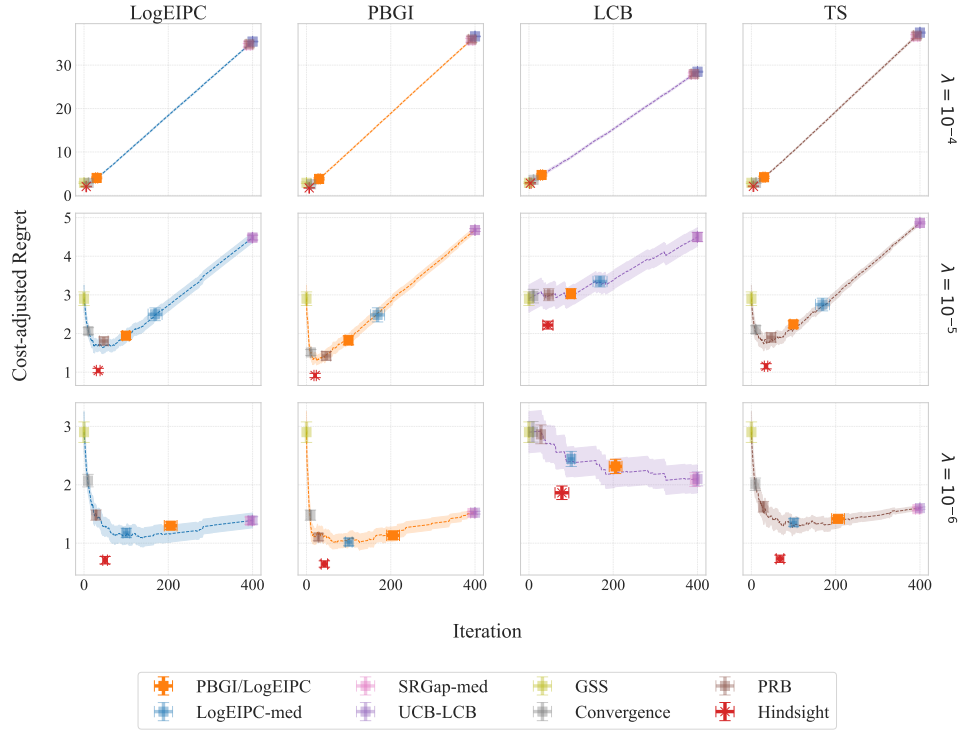 LogEIPC PBGI LCB TS
30
20
10
0
λ = 10⁻⁴
Cost-adjusted Regret
5
4
3
2
1
λ = 10⁻⁵
3
2
1
λ = 10⁻⁶
0 200 400 0 200 400 0 200 400 0 200 400
Iteration
PBGI/LogEIPC SRGap-med GSS PRB
LogEIPC-med UCB-LCB Convergence Hindsight